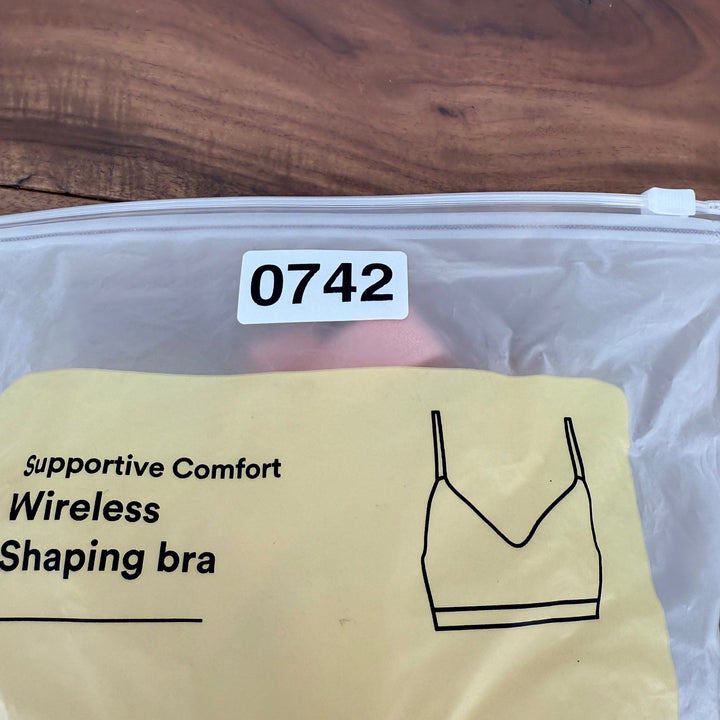 0742
Supportive Comfort
Wireless
Shaping bra